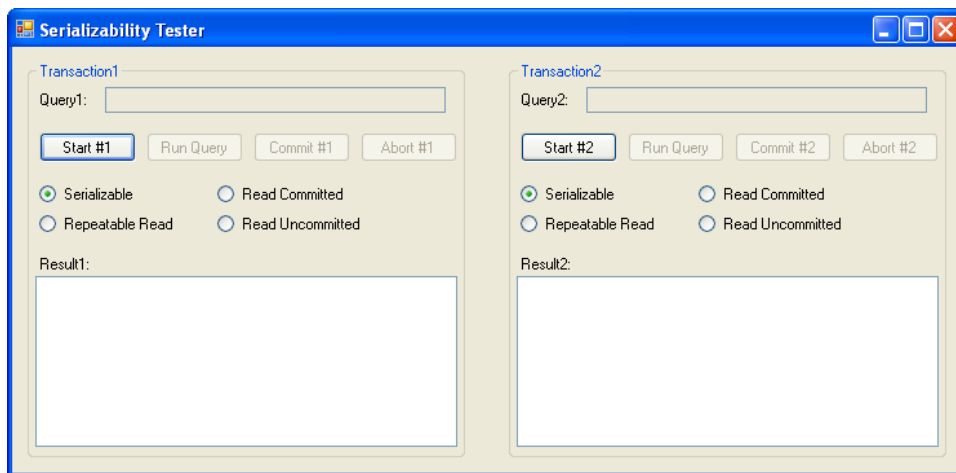 Serializability Tester
Transaction1
Query1:
Start #1 Run Query Commit #1 Abort #1
Serializable Read Committed
Repeatable Read Read Uncommitted
Result1:
Transaction2
Query2:
Start #2 Run Query Commit #2 Abort #2
Serializable Read Committed
Repeatable Read Read Uncommitted
Result2: